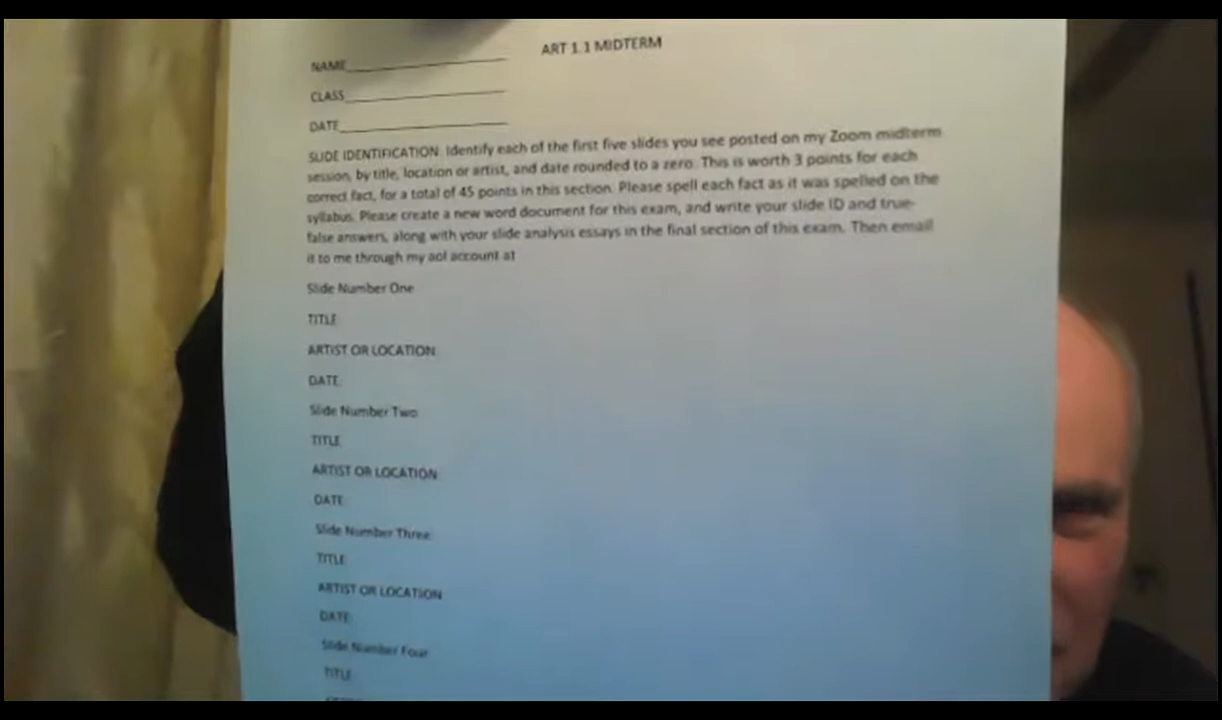 ART 1.1 MIDTERM
NAME
CLASS
DATE
SLIDE IDENTIFICATION: Identify each of the first five slides you see posted on my Zoom midterm
session, by title, location or artist, and date rounded to a zero. This is worth 3 points for each
correct fact, for a total of 45 points in this section. Please spell each fact as it was spelled on the
syllabus. Please create a new word document for this exam, and write your slide ID and true-
false answers, along with your slide analysis essays in the final section of this exam. Then email
it to me through my aol account at
Slide Number One
TITLE:
ARTIST OR LOCATION:
DATE:
Slide Number Two
TITLE:
ARTIST OR LOCATION:
DATE:
Slide Number Three
TITLE:
ARTIST OR LOCATION:
DATE:
Slide Number Four
TITLE: